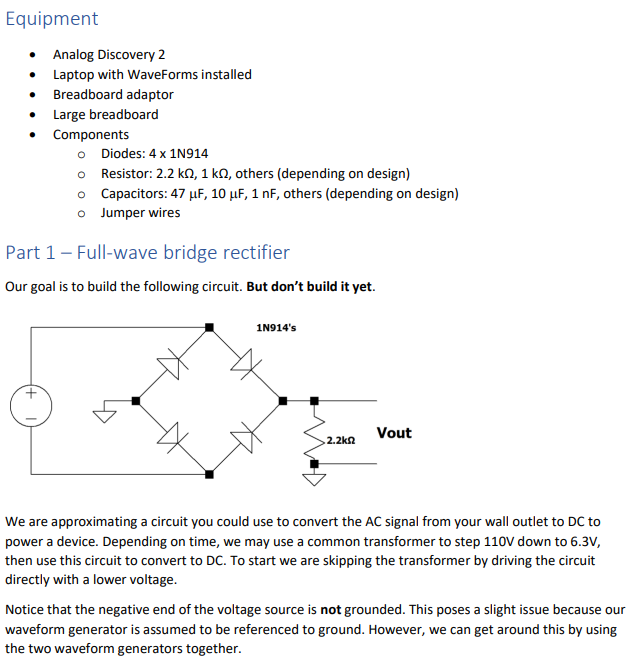 Equipment
• Analog Discovery 2
• Laptop with WaveForms installed
• Breadboard adaptor
• Large breadboard
• Components
o Diodes: 4 x 1N914
o Resistor: 2.2 kΩ, 1 kΩ, others (depending on design)
o Capacitors: 47 μF, 10 μF, 1 nF, others (depending on design)
o Jumper wires
Part 1 – Full-wave bridge rectifier
Our goal is to build the following circuit. But don’t build it yet.
1N914's
+
2.2kΩ
Vout
We are approximating a circuit you could use to convert the AC signal from your wall outlet to DC to
power a device. Depending on time, we may use a common transformer to step 110V down to 6.3V,
then use this circuit to convert to DC. To start we are skipping the transformer by driving the circuit
directly with a lower voltage.
Notice that the negative end of the voltage source is not grounded. This poses a slight issue because our
waveform generator is assumed to be referenced to ground. However, we can get around this by using
the two waveform generators together.